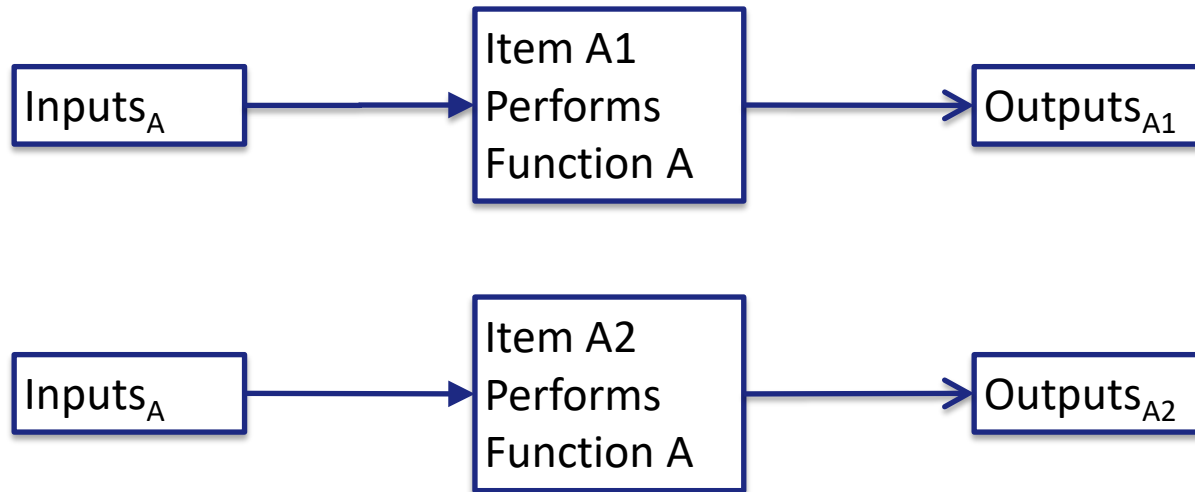 Inputs_A
Item A1
Performs
Function A
Outputs_A1
Inputs_A
Item A2
Performs
Function A
Outputs_A2